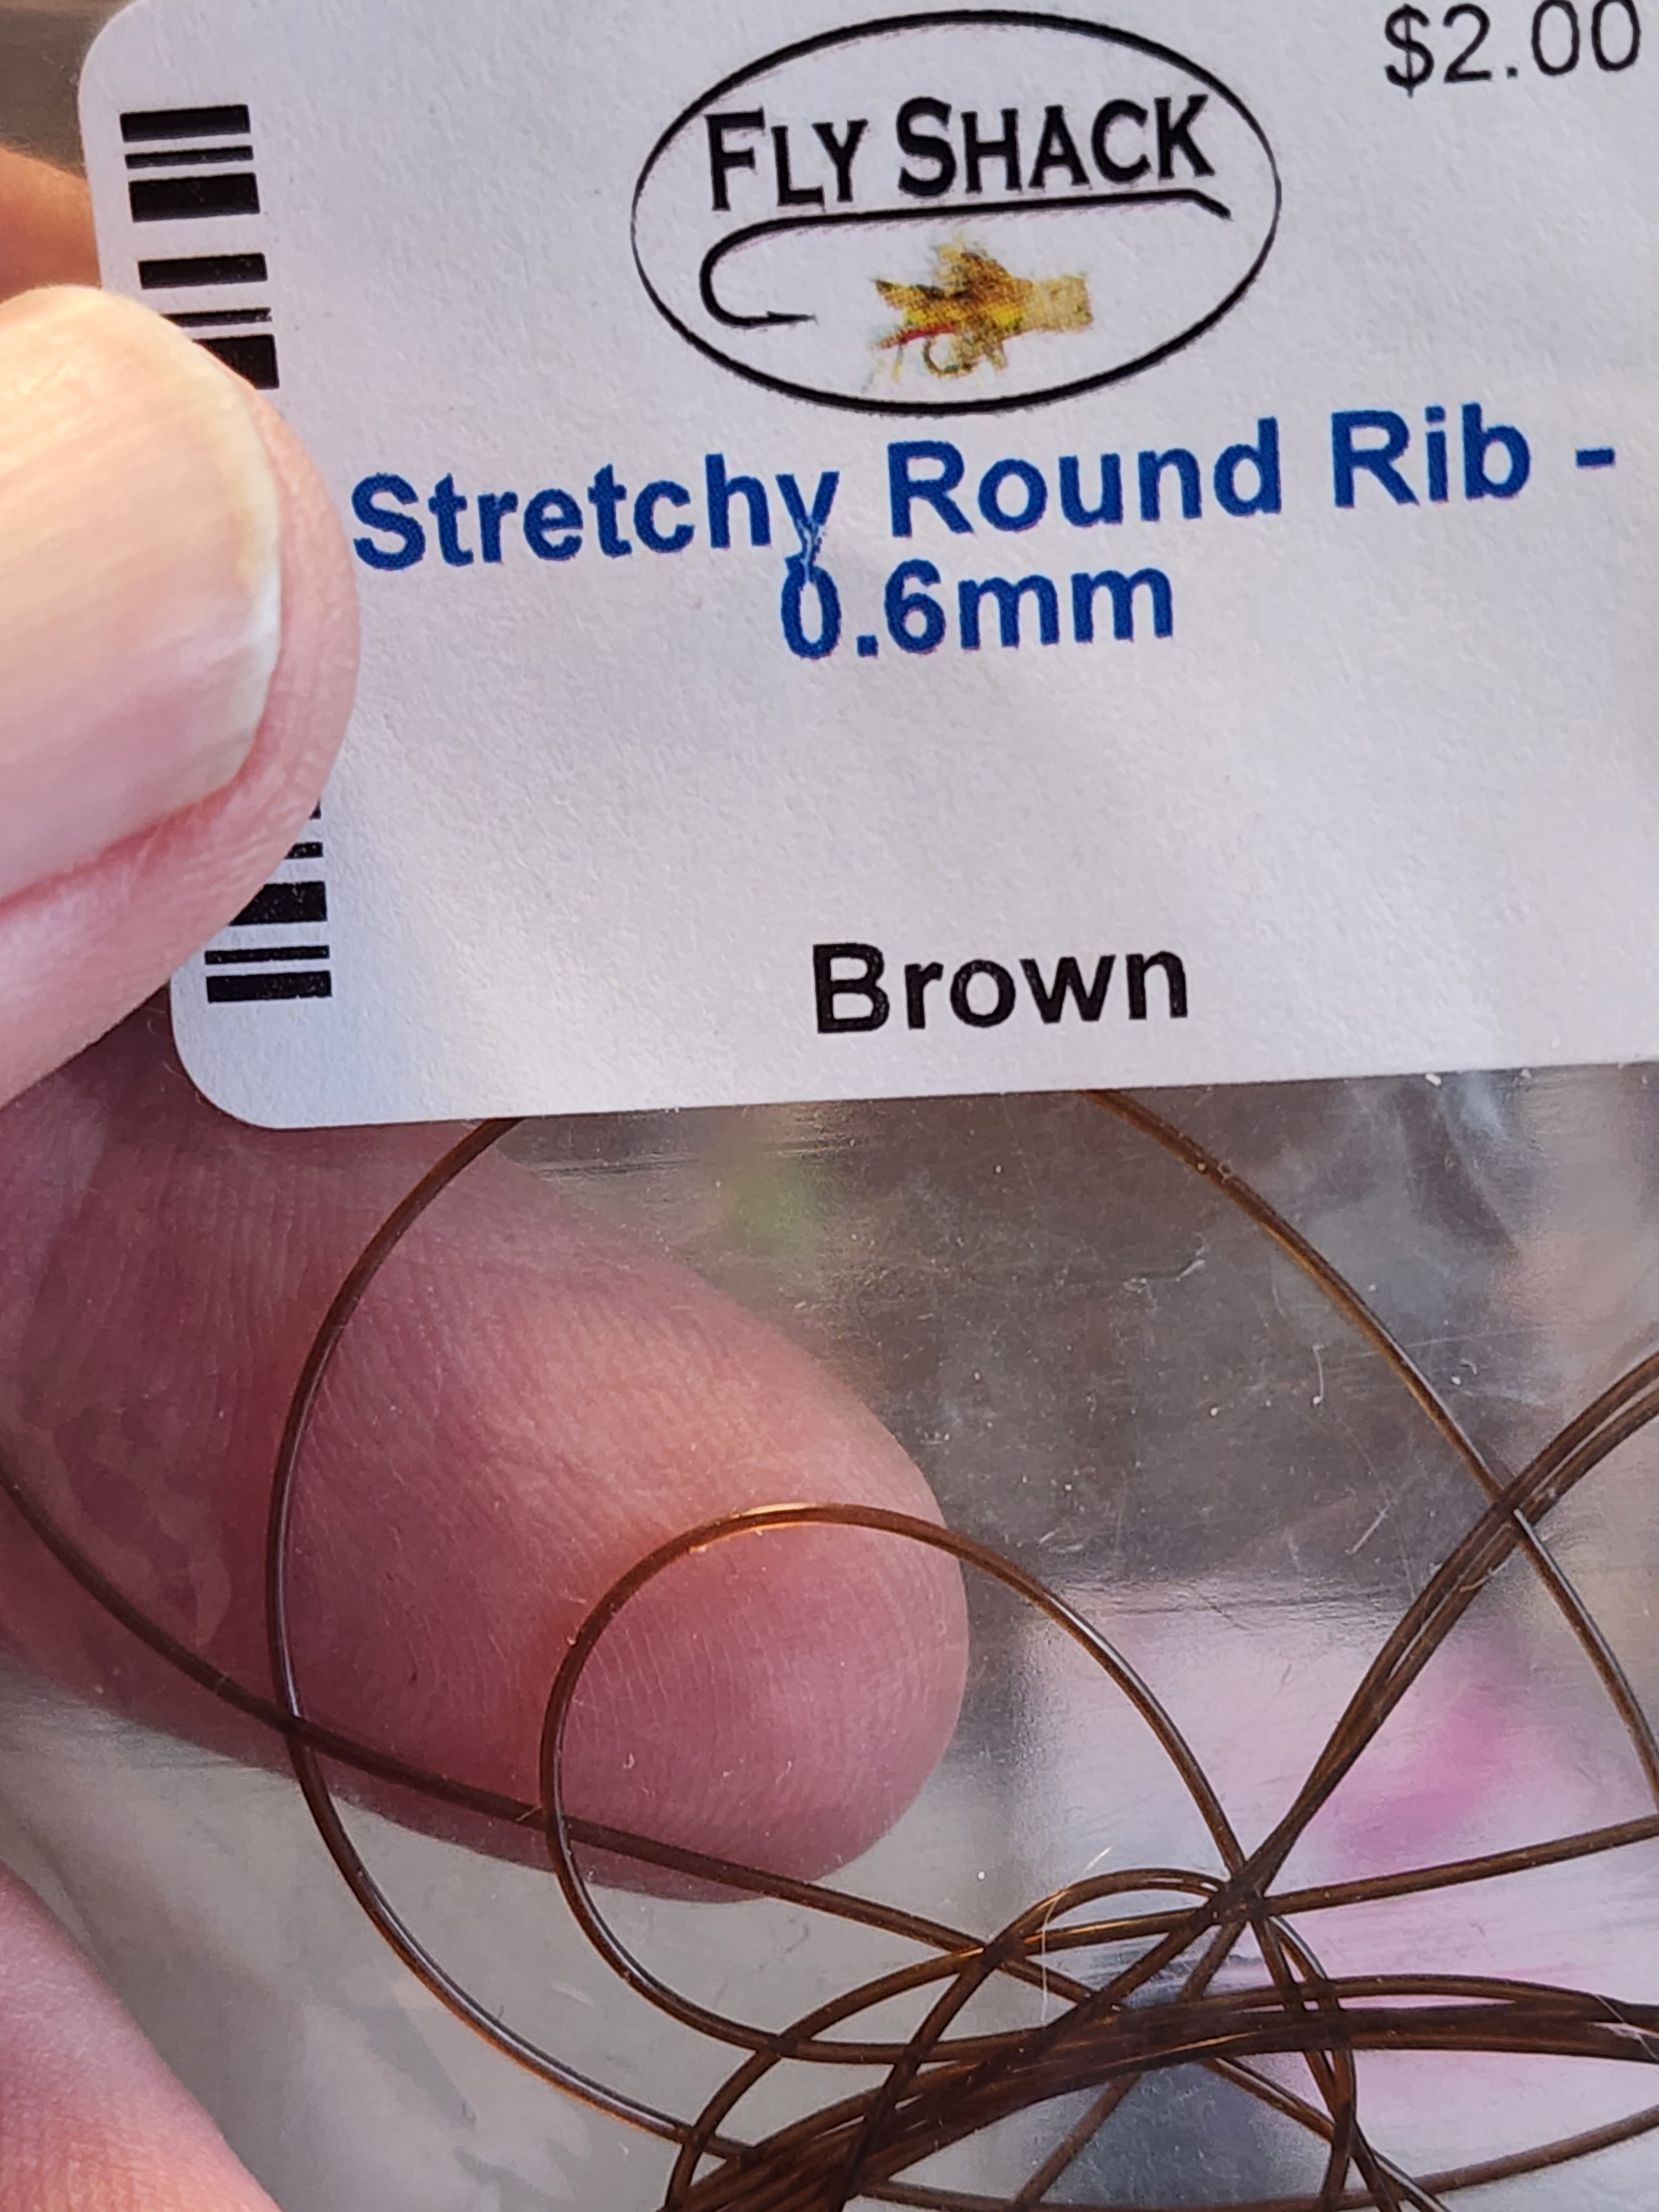 $2.00
FLY SHACK
Stretchy Round Rib -
0.6mm
Brown